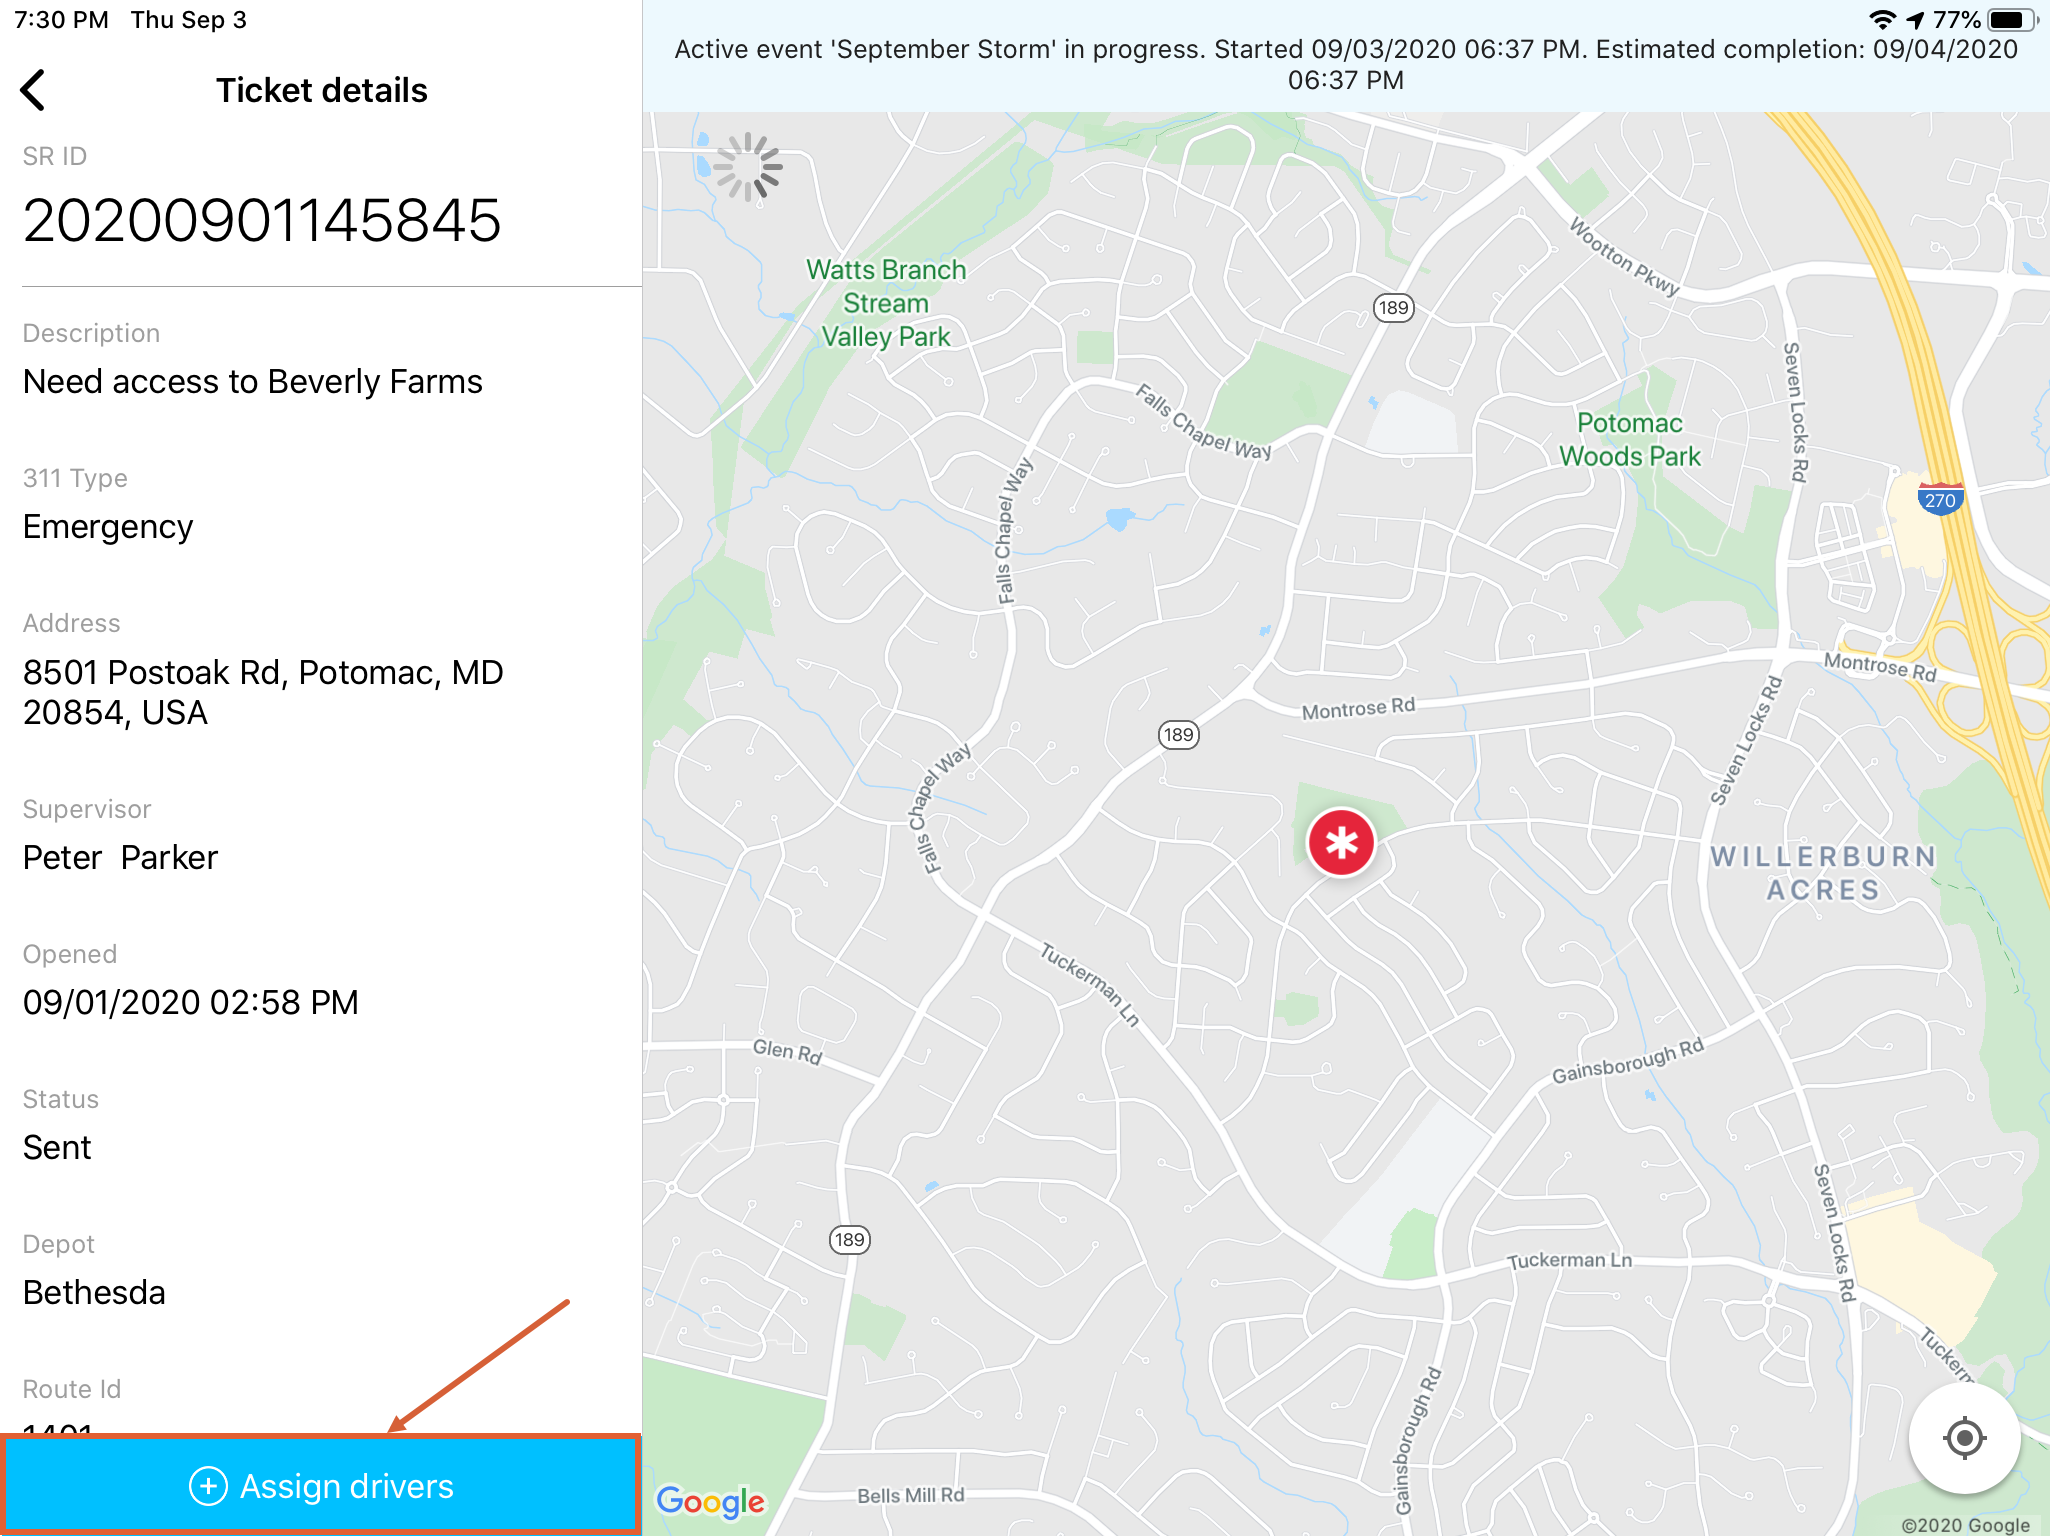 7:30 PM Thu Sep 3
77%
Active event 'September Storm' in progress. Started 09/03/2020 06:37 PM. Estimated completion: 09/04/2020
06:37 PM
Ticket details
SR ID
20200901145845
Description
Need access to Beverly Farms
311 Type
Emergency
Address
8501 Postoak Rd, Potomac, MD
20854, USA
Supervisor
Peter Parker
Opened
09/01/2020 02:58 PM
Status
Sent
Depot
Bethesda
Route Id
1401
Assign drivers
Watts Branch
Stream
Valley Park
189
Wootton Pkwy
Seven Locks Rd
Falls Chapel Way
Potomac
Woods Park
270
Falls Chapel Way
Montrose Rd
Montrose Rd
189
Seven Locks Rd
Falls Chapel Way
WILLERBURN
ACRES
Tuckerman Ln
Glen Rd
Gainsborough Rd
Seven Locks Rd
189
Tuckerman Ln
Tuckerm
Gainsborough Rd
Bells Mill Rd
Google
©2020 Google